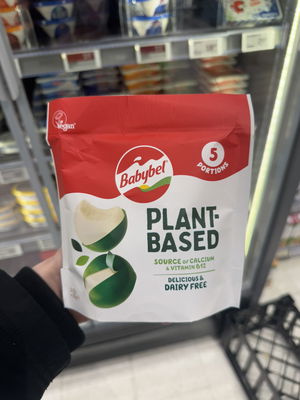 vegan
Babybel
5
PORTIONS
PLANT-
BASED
SOURCE OF CALCIUM
& VITAMIN B12
DELICIOUS &
DAIRY FREE